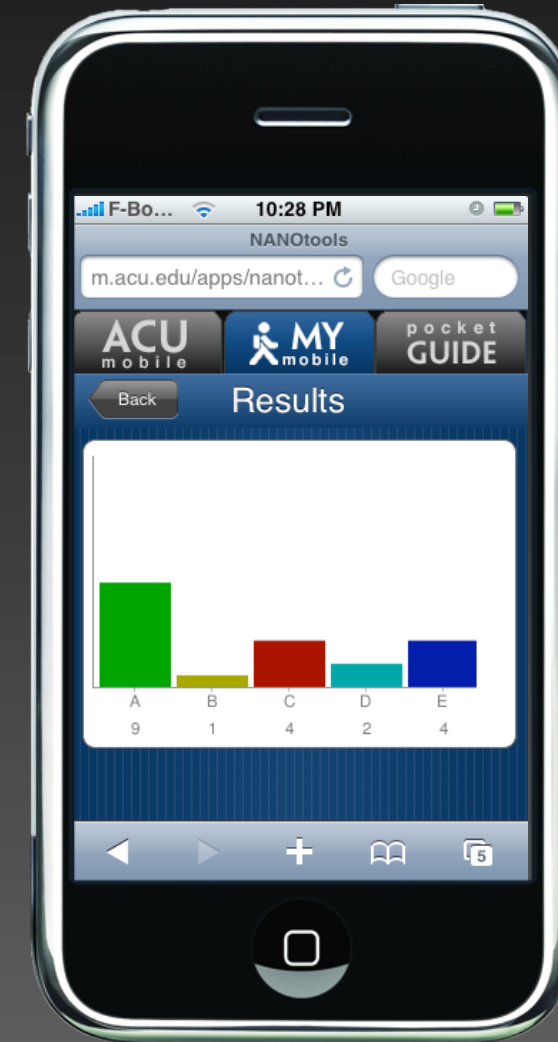 F-Bo... 10:28 PM
NANOtools
m.acu.edu/apps/nanot... Google
ACU mobile MY mobile pocket GUIDE
Back Results
A B C D E
9 1 4 2 4
5